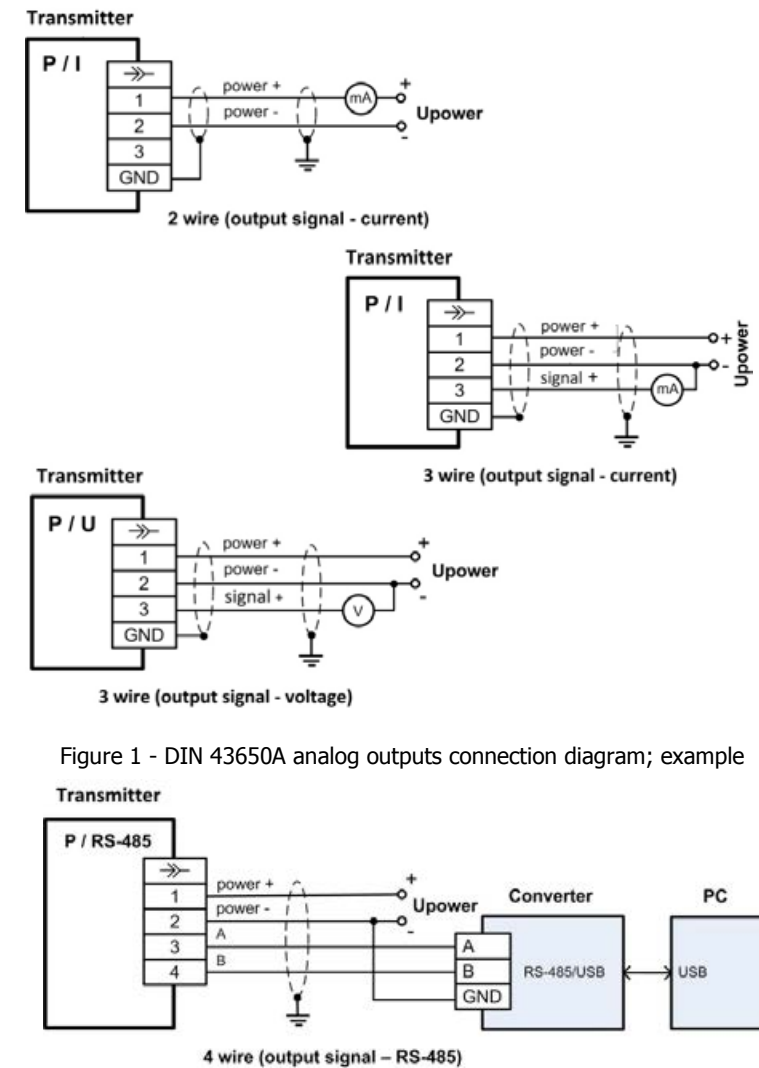 Transmitter
P / I
1
2
3
GND
power +
power -
mA
+
-
Upower
2 wire (output signal - current)
Transmitter
P / I
1
2
3
GND
power +
power -
signal +
mA
+
-
Upower
3 wire (output signal - current)
Transmitter
P / U
1
2
3
GND
power +
power -
signal +
V
+
-
Upower
3 wire (output signal - voltage)
Figure 1 - DIN 43650A analog outputs connection diagram; example
Transmitter
P / RS-485
1
2
3
4
power +
power -
A
B
+
-
Upower
Converter
A
B
GND
RS-485/USB
PC
USB
4 wire (output signal – RS-485)